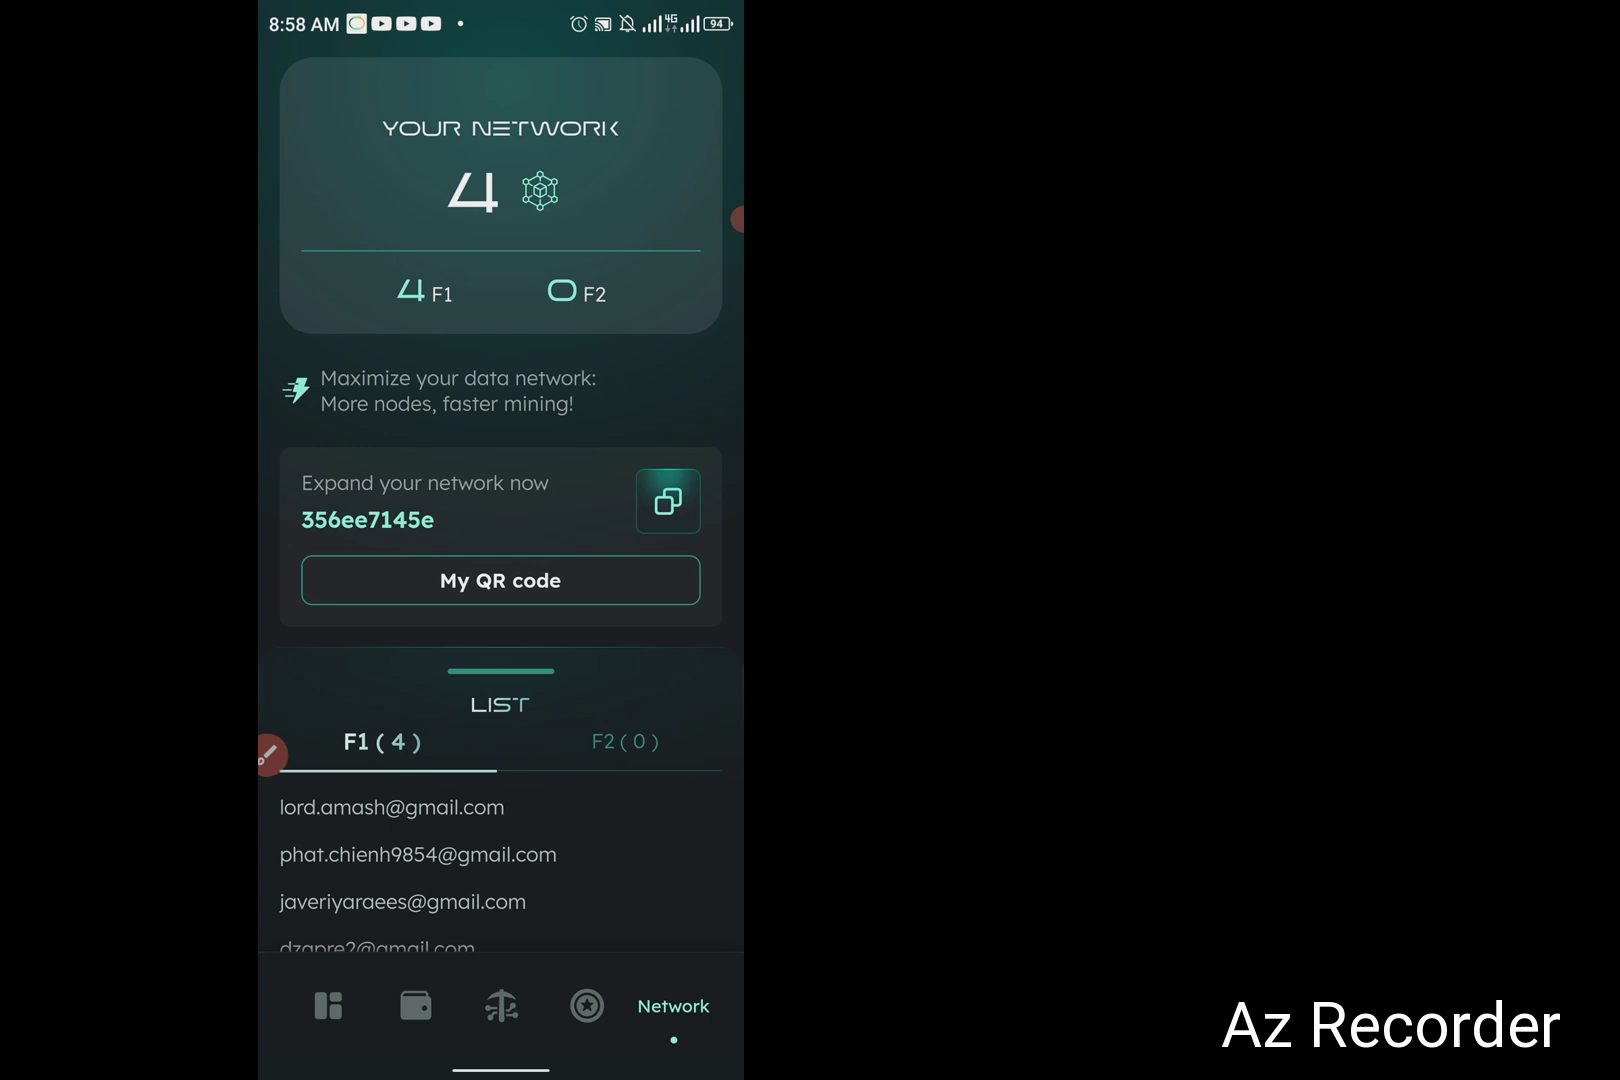 8:58 AM
4G
94
YOUR NETWORK
4
4 F1
0 F2
Maximize your data network:
More nodes, faster mining!
Expand your network now
356ee7145e
My QR code
LIST
F1 ( 4 )
F2 ( 0 )
lord.amash@gmail.com
phat.chienh9854@gmail.com
javeriyaraees@gmail.com
Network
Az Recorder